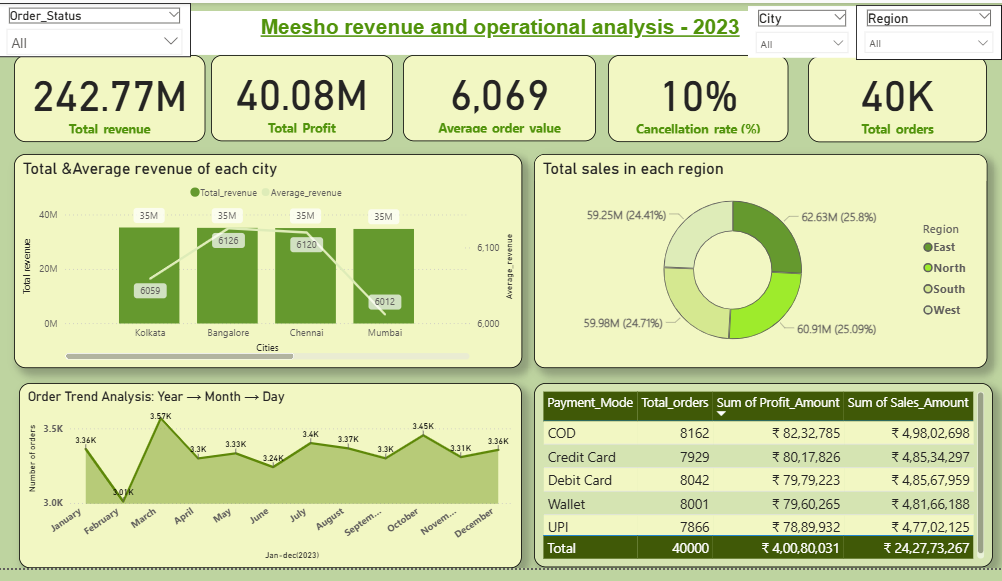 Order_Status
All
Meesho revenue and operational analysis - 2023
City
All
Region
All
242.77M
Total revenue
40.08M
Total Profit
6,069
Average order value
10%
Cancellation rate (%)
40K
Total orders
Total &Average revenue of each city
Total_revenue Average_revenue
40M
20M
0M
Total revenue
35M 35M 35M 35M
6059 6126 6120 6012
6,100
6,000
Average_revenue
Kolkata Bangalore Chennai Mumbai
Cities
Total sales in each region
59.25M (24.41%)
62.63M (25.8%)
59.98M (24.71%)
60.91M (25.09%)
Region
East
North
South
West
Order Trend Analysis: Year → Month → Day
Number of orders
3.5K
3.0K
3.36K 3.01K 3.57K 3.3K 3.33K 3.24K 3.4K 3.37K 3.3K 3.45K 3.31K 3.36K
January February March April May June July August Septem... October Novem... December
Jan-dec(2023)
Payment_Mode Total_orders Sum of Profit_Amount Sum of Sales_Amount
COD 8162 ₹ 82,32,785 ₹ 4,98,02,698
Credit Card 7929 ₹ 80,17,826 ₹ 4,85,34,297
Debit Card 8042 ₹ 79,79,223 ₹ 4,85,67,959
Wallet 8001 ₹ 79,60,265 ₹ 4,81,66,188
UPI 7866 ₹ 78,89,932 ₹ 4,77,02,125
Total 40000 ₹ 4,00,80,031 ₹ 24,27,73,267